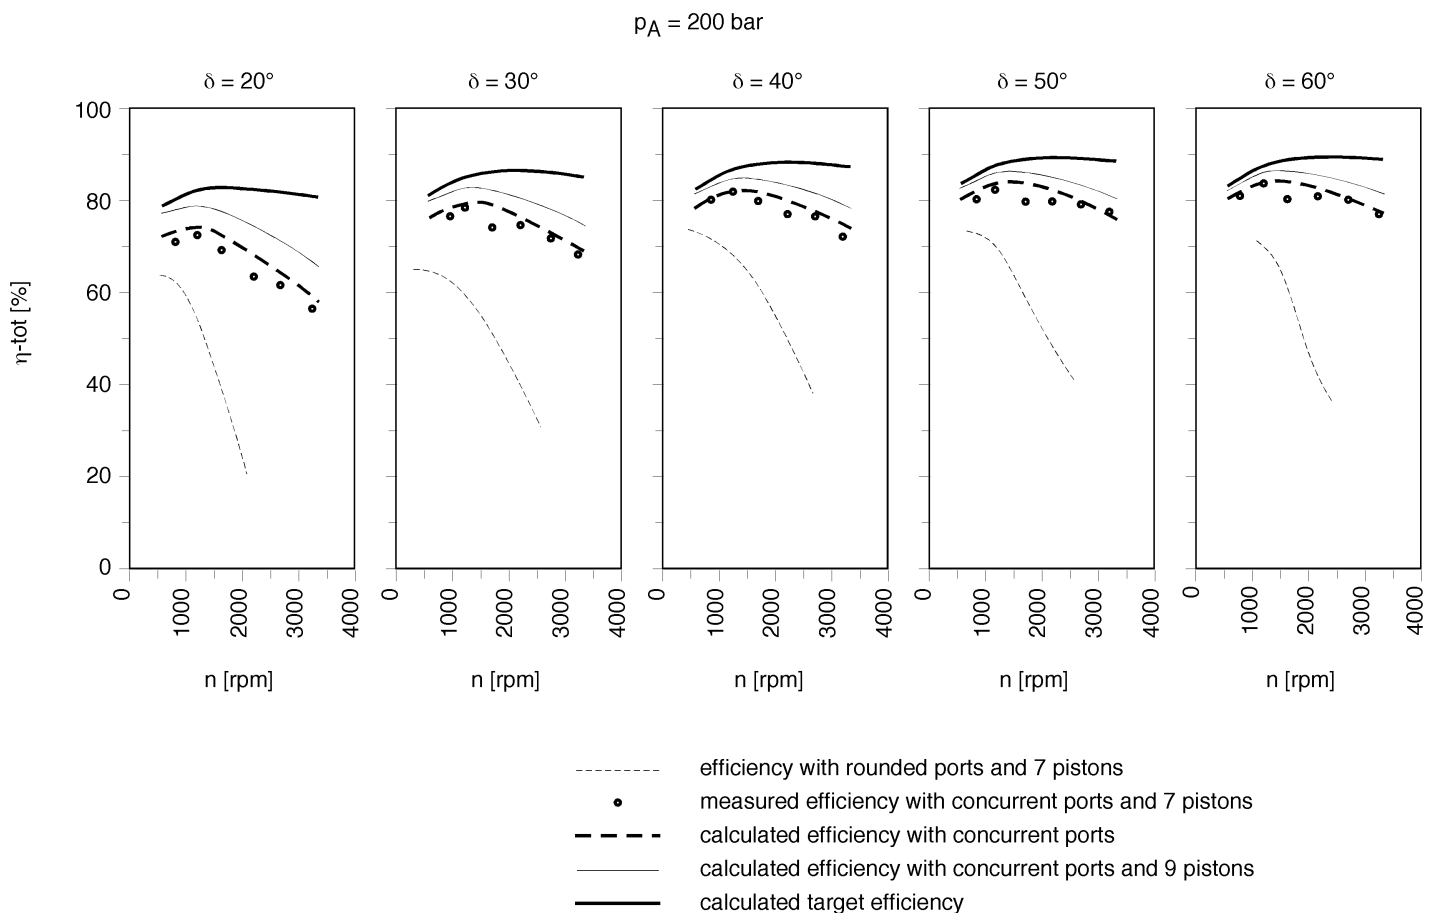 p_A = 200 bar
δ = 20° δ = 30° δ = 40° δ = 50° δ = 60°
100
80
60
40
20
0
η-tot [%]
0 1000 2000 3000 4000 0 1000 2000 3000 4000 0 1000 2000 3000 4000 0 1000 2000 3000 4000 0 1000 2000 3000 4000
n [rpm] n [rpm] n [rpm] n [rpm] n [rpm]
efficiency with rounded ports and 7 pistons
measured efficiency with concurrent ports and 7 pistons
calculated efficiency with concurrent ports
calculated efficiency with concurrent ports and 9 pistons
calculated target efficiency